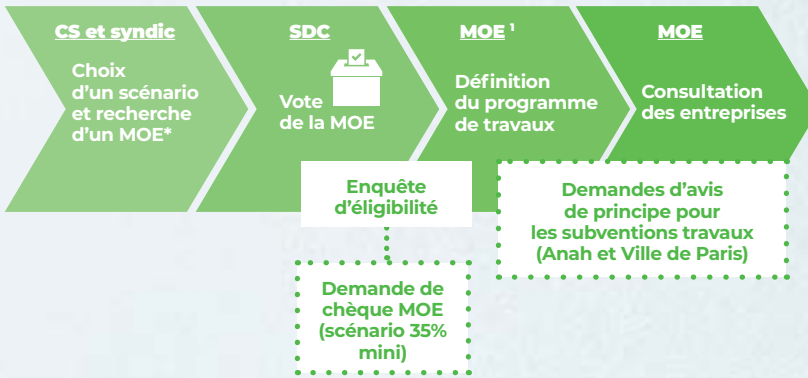 CS et syndic
Choix
d'un scénario
et recherche
d'un MOE*
SDC
Vote
de la MOE
MOE ¹
Définition
du programme
de travaux
MOE
Consultation
des entreprises
Enquête
d'éligibilité
Demandes d'avis
de principe pour
les subventions travaux
(Anah et Ville de Paris)
Demande de
chèque MOE
(scénario 35%
mini)